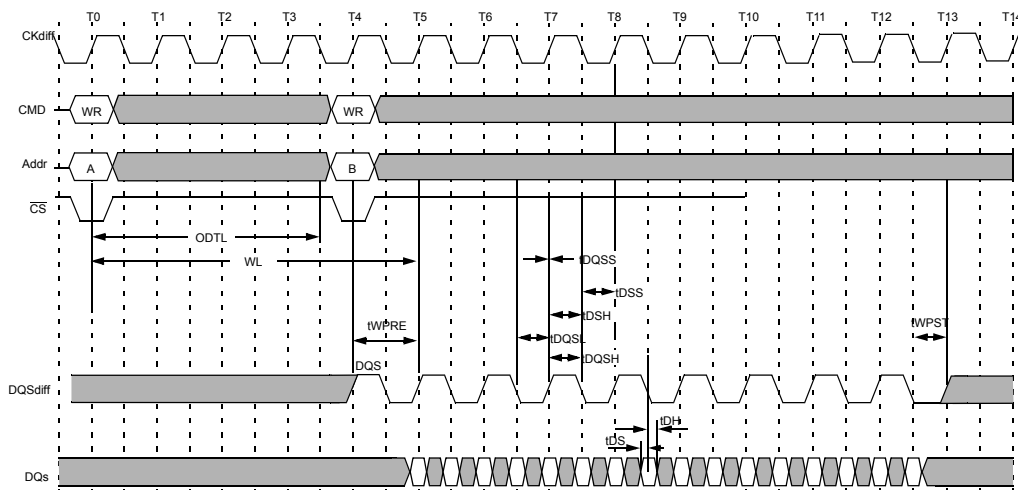 T0 T1 T2 T3 T4 T5 T6 T7 T8 T9 T10 T11 T12 T13 T14
CKdiff
CMD WR WR
Addr A B
CS
ODTL
WL tDQSS
tDSS
tDSH
tWPRE tDQSL tWPST
DQS tDQSH
DQSdiff
tDH
tDS
DQs